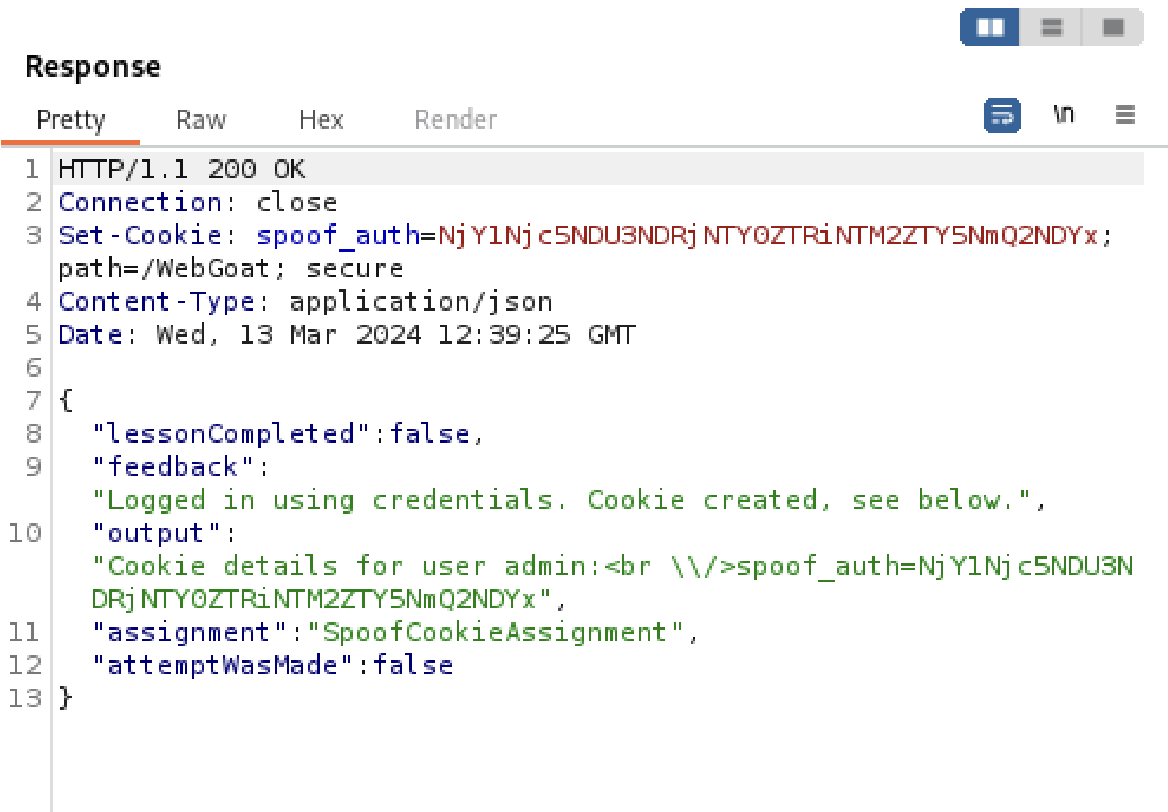 Response
Pretty Raw Hex Render \n
1 HTTP/1.1 200 OK
2 Connection: close
3 Set-Cookie: spoof_auth=NjY1Njc5NDU3NDRjNTY0ZTRiNTM2ZTY5NmQ2NDYx;
path=/WebGoat; secure
4 Content-Type: application/json
5 Date: Wed, 13 Mar 2024 12:39:25 GMT
6
7 {
8 "lessonCompleted":false,
9 "feedback":
"Logged in using credentials. Cookie created, see below.",
10 "output":
"Cookie details for user admin:<br \\/>spoof_auth=NjY1Njc5NDU3N
DRjNTY0ZTRiNTM2ZTY5NmQ2NDYx",
11 "assignment":"SpoofCookieAssignment",
12 "attemptWasMade":false
13 }